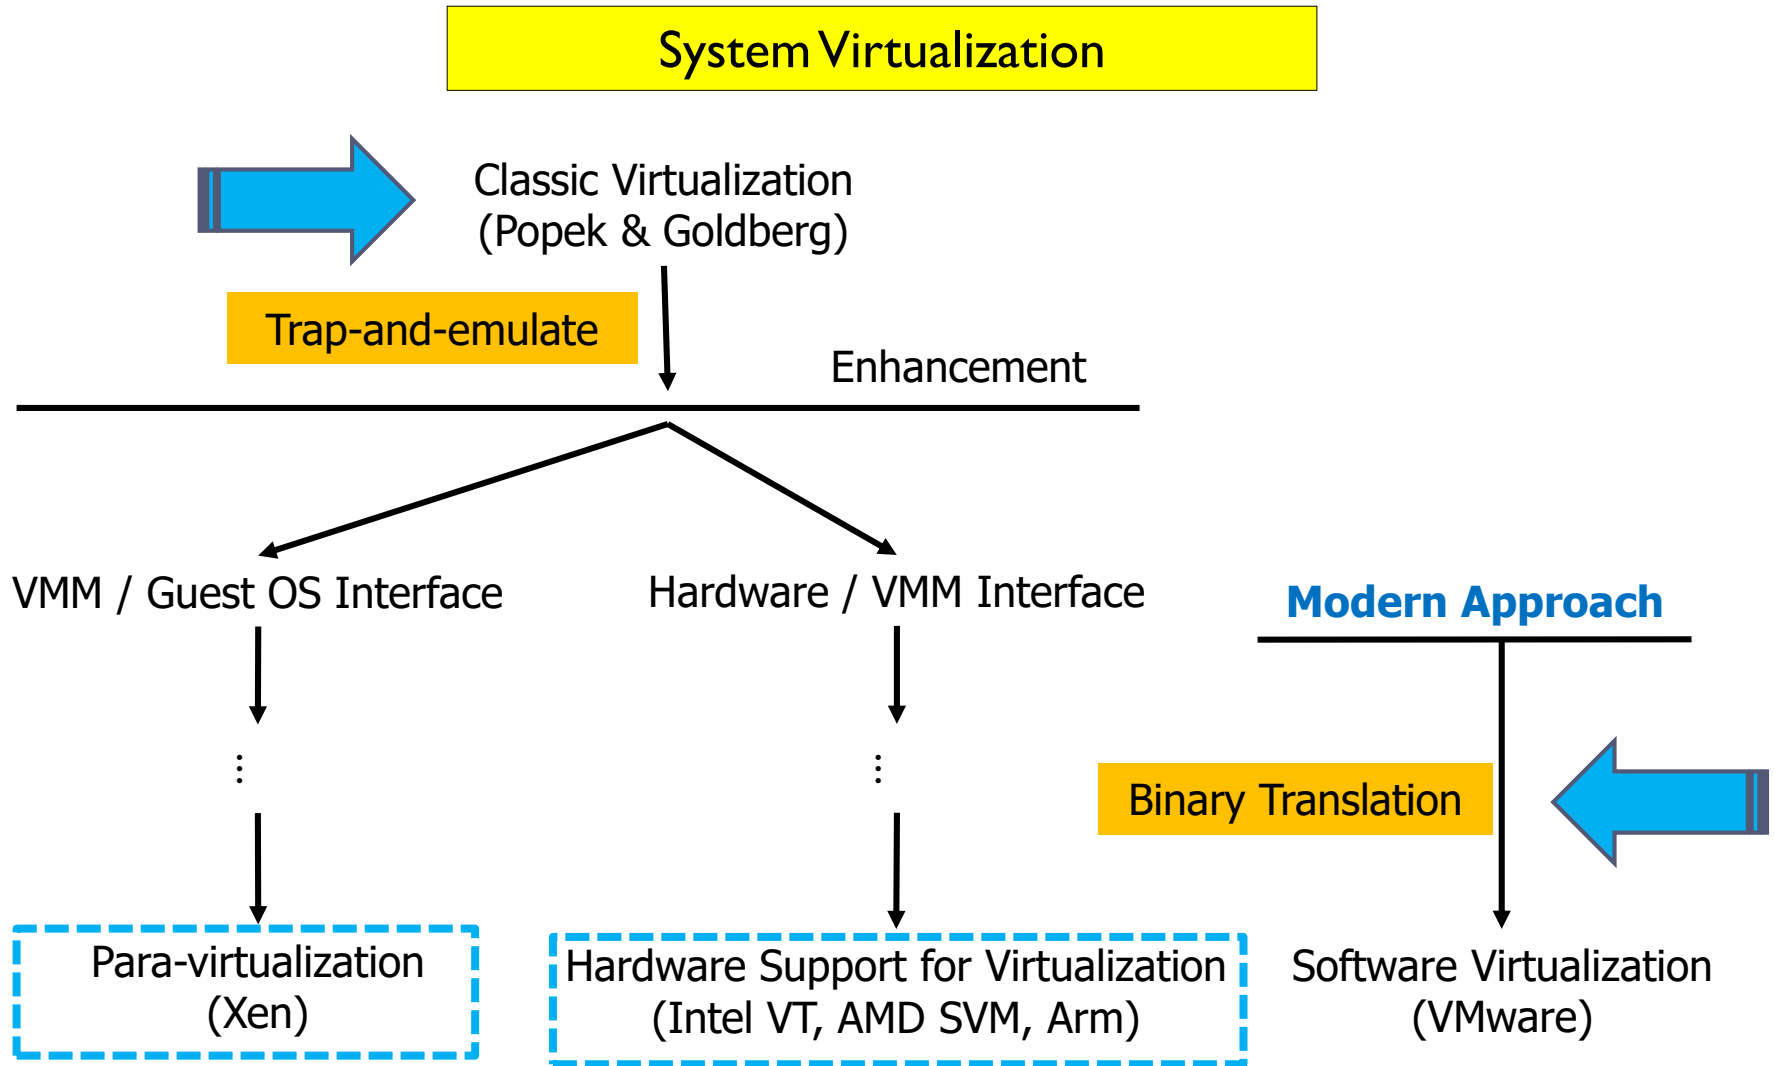 System Virtualization
Classic Virtualization
(Popek & Goldberg)
Trap-and-emulate
Enhancement
VMM / Guest OS Interface
Hardware / VMM Interface
Modern Approach
...
...
Binary Translation
Para-virtualization
(Xen)
Hardware Support for Virtualization
(Intel VT, AMD SVM, Arm)
Software Virtualization
(VMware)